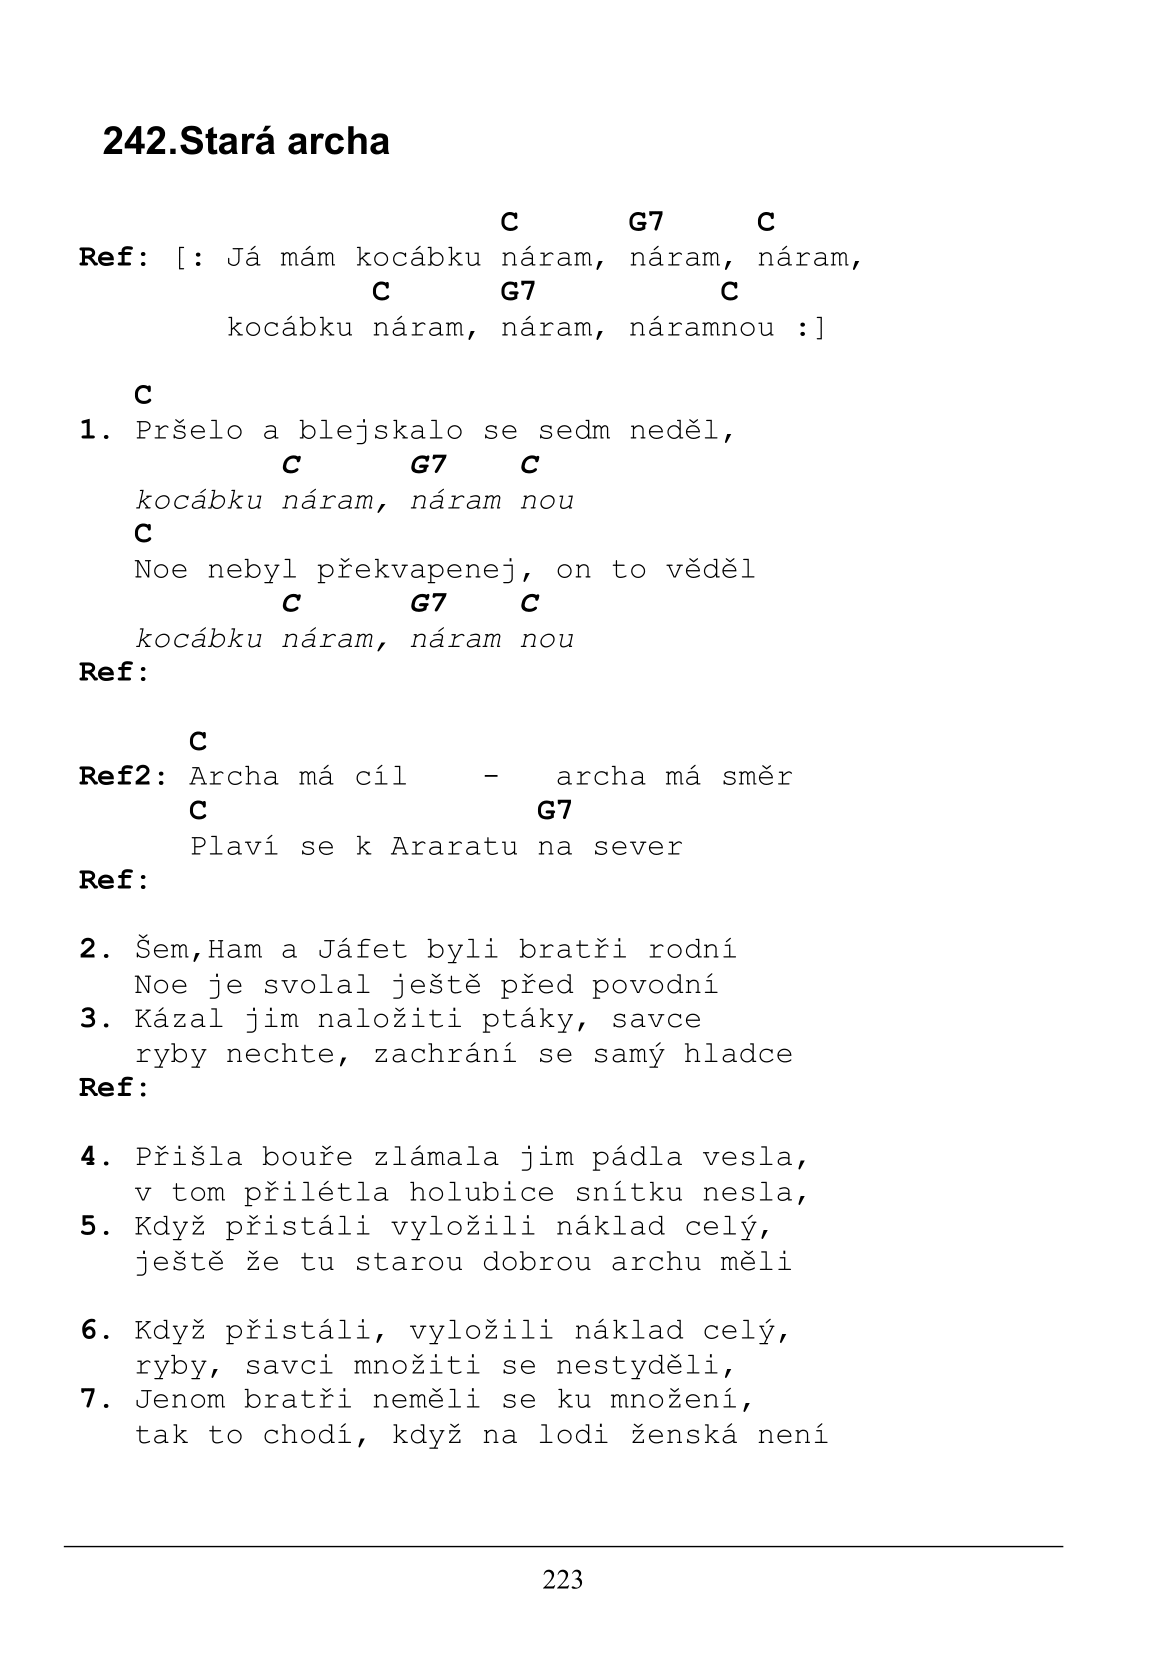 242.Stará archa
C G7 C
Ref: [: Já mám kocábku náram, náram, náram,
C G7 C
kocábku náram, náram, náramnou :]
C
1. Pršelo a blejskalo se sedm neděl,
C G7 C
kocábku náram, náram nou
C
Noe nebyl překvapenej, on to věděl
C G7 C
kocábku náram, náram nou
Ref:
C
Ref2: Archa má cíl - archa má směr
C G7
Plaví se k Araratu na sever
Ref:
2. Šem,Ham a Jáfet byli bratři rodní
Noe je svolal ještě před povodní
3. Kázal jim naložiti ptáky, savce
ryby nechte, zachrání se samý hladce
Ref:
4. Přišla bouře zlámala jim pádla vesla,
v tom přilétla holubice snítku nesla,
5. Když přistáli vyložili náklad celý,
ještě že tu starou dobrou archu měli
6. Když přistáli, vyložili náklad celý,
ryby, savci množiti se nestyděli,
7. Jenom bratři neměli se ku množení,
tak to chodí, když na lodi ženská není
223